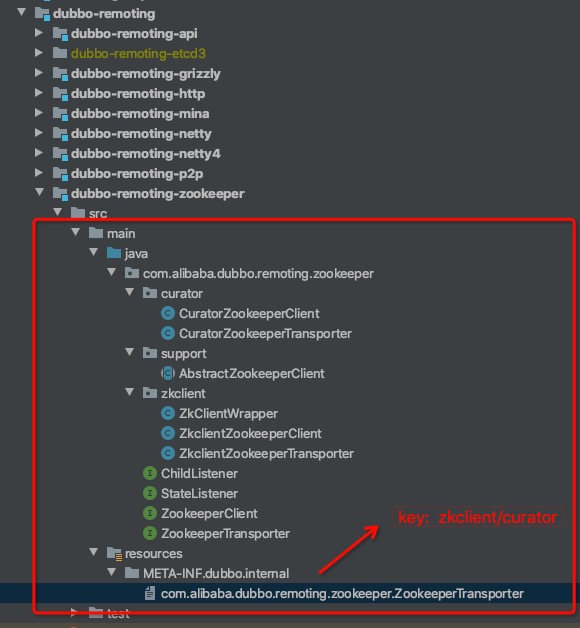 dubbo-remoting
dubbo-remoting-api
dubbo-remoting-etcd3
dubbo-remoting-grizzly
dubbo-remoting-http
dubbo-remoting-mina
dubbo-remoting-netty
dubbo-remoting-netty4
dubbo-remoting-p2p
dubbo-remoting-zookeeper
src
main
java
com.alibaba.dubbo.remoting.zookeeper
curator
CuratorZookeeperClient
CuratorZookeeperTransporter
support
AbstractZookeeperClient
zkclient
ZkClientWrapper
ZkclientZookeeperClient
ZkclientZookeeperTransporter
ChildListener
StateListener
ZookeeperClient
key: zkclient/curator
ZookeeperTransporter
resources
META-INF.dubbo.internal
com.alibaba.dubbo.remoting.zookeeper.ZookeeperTransporter
test